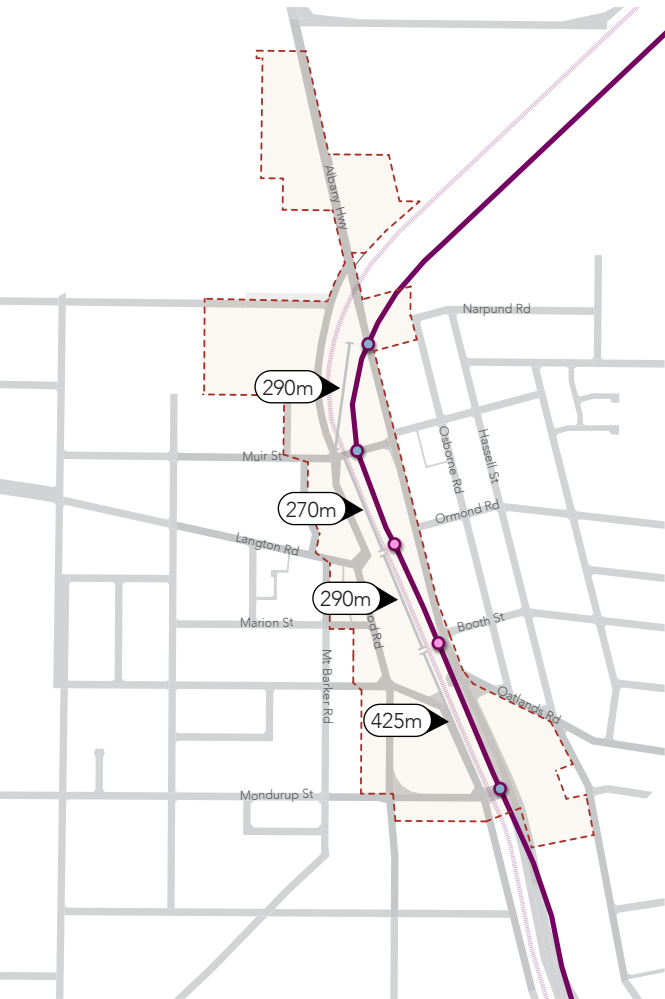 Albany Hwy
Narpund Rd
290m
Osborne Rd
Hassell St
Muir St
270m
Ormond Rd
Langton Rd
290m
Marion St
Rd
Booth St
Mt Barker Rd
Oatlands Rd
425m
Mondurup St